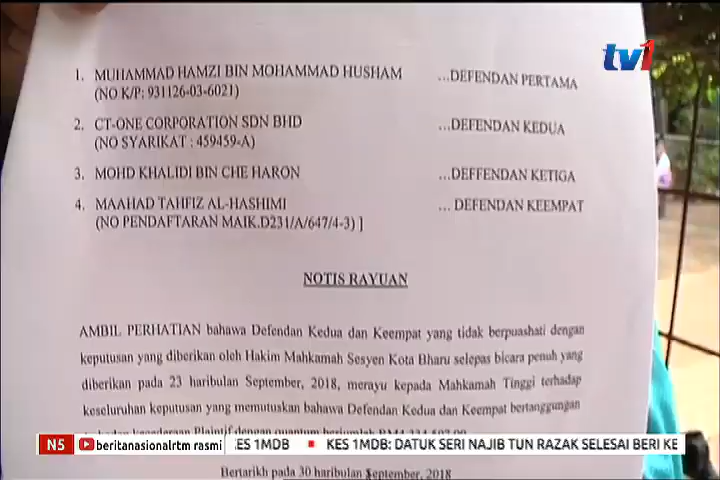 tv1
1. MUHAMMAD HAMZI BIN MOHAMMAD HUSHAM ...DEFENDAN PERTAMA
(NO K/P: 931126-03-6021)
2. CT-ONE CORPORATION SDN BHD ...DEFENDAN KEDUA
(NO SYARIKAT : 459459-A)
3. MOHD KHALIDI BIN CHE HARON ...DEFFENDAN KETIGA
4. MAAHAD TAHFIZ AL-HASHIMI ... DEFENDAN KEEMPAT
(NO PENDAFTARAN MAIK.D231/A/647/4-3) ]
NOTIS RAYUAN
AMBIL PERHATIAN bahawa Defendan Kedua dan Keempat yang tidak berpuashati dengan
keputusan yang diberikan oleh Hakim Mahkamah Sesyen Kota Bharu selepas bicara penuh yang
diberikan pada 23 haribulan September, 2018, merayu kepada Mahkamah Tinggi terhadap
keseluruhan keputusan yang memutuskan bahawa Defendan Kedua dan Keempat bertanggungan
Plaintif dengan quantum
N5 beritanasionalrtm rasmi ES 1MDB ▪ KES 1MDB: DATUK SERI NAJIB TUN RAZAK SELESAI BERI KE
Bertarikh pada 30 haribulan September, 2018